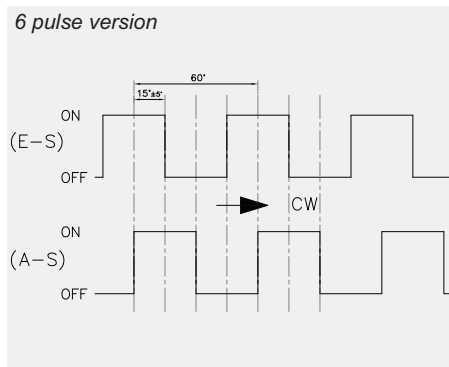 6 pulse version
60°
15°±5°
ON
(E-S)
OFF
CW
ON
(A-S)
OFF